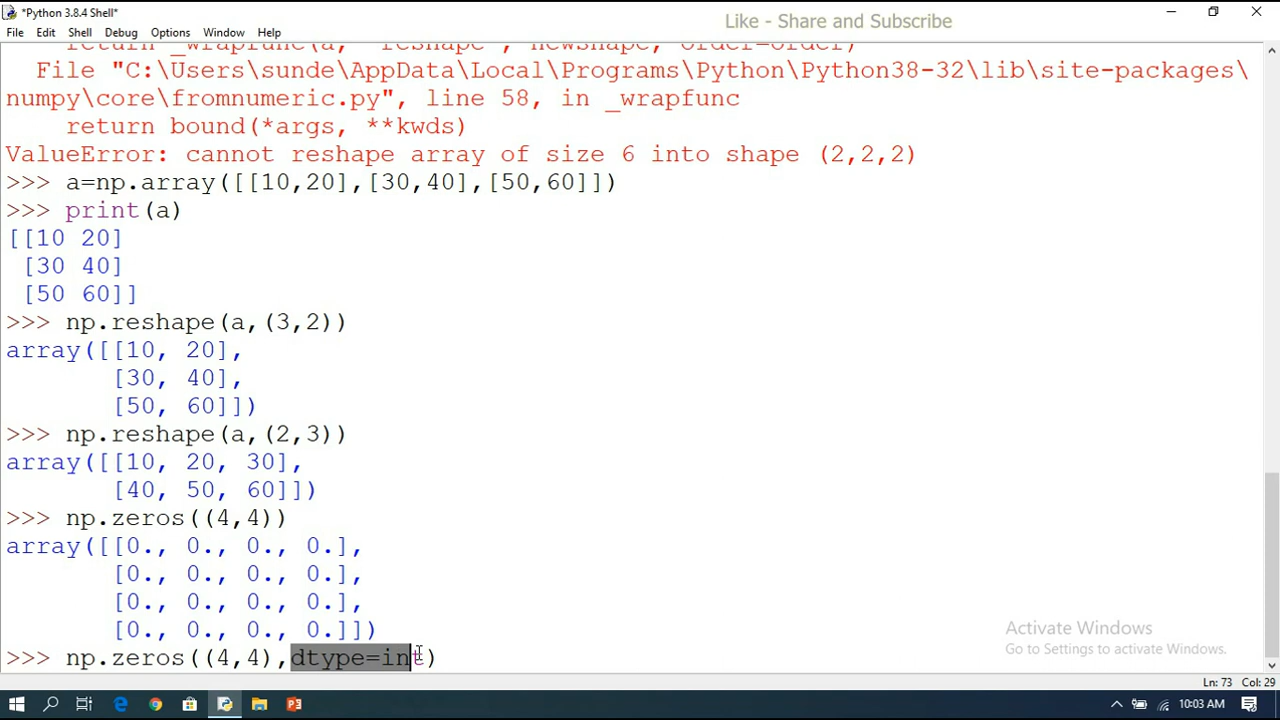 *Python 3.8.4 Shell*
Like - Share and Subscribe
File Edit Shell Debug Options Window Help
return _wrapfunc(a, 'reshape', newshape, order=order)
File "C:\Users\sunde\AppData\Local\Programs\Python\Python38-32\lib\site-packages\
numpy\core\fromnumeric.py", line 58, in _wrapfunc
return bound(*args, **kwds)
ValueError: cannot reshape array of size 6 into shape (2,2,2)
>>> a=np.array([[10,20],[30,40],[50,60]])
>>> print(a)
[[10 20]
[30 40]
[50 60]]
>>> np.reshape(a,(3,2))
array([[10, 20],
[30, 40],
[50, 60]])
>>> np.reshape(a,(2,3))
array([[10, 20, 30],
[40, 50, 60]])
>>> np.zeros((4,4))
array([[0., 0., 0., 0.],
[0., 0., 0., 0.],
[0., 0., 0., 0.],
[0., 0., 0., 0.]])
>>> np.zeros((4,4),dtype=int)
Activate Windows
Go to Settings to activate Windows.
Ln: 73 Col: 29
10:03 AM